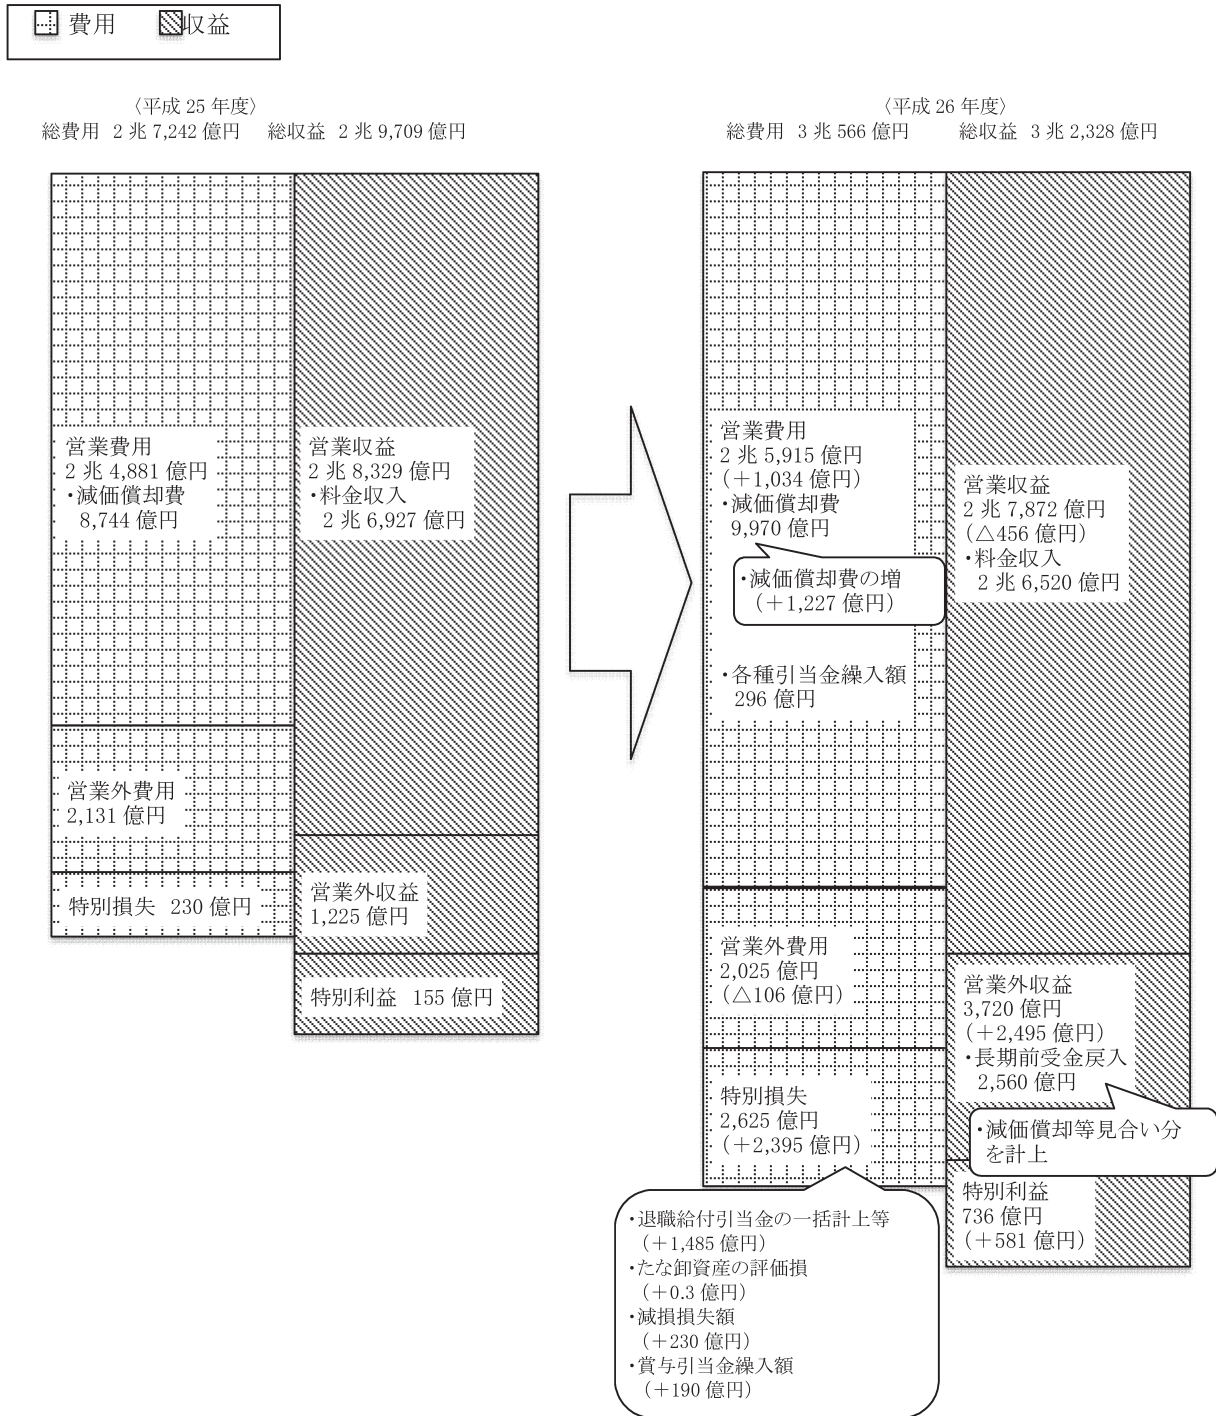 費用 収益
〈平成 25 年度〉
総費用 2 兆 7,242 億円 総収益 2 兆 9,709 億円
営業費用
2 兆 4,881 億円
・減価償却費
8,744 億円
営業収益
2 兆 8,329 億円
・料金収入
2 兆 6,927 億円
営業外費用
2,131 億円
特別損失 230 億円
営業外収益
1,225 億円
特別利益 155 億円
〈平成 26 年度〉
総費用 3 兆 566 億円 総収益 3 兆 2,328 億円
営業費用
2 兆 5,915 億円
(+1,034 億円)
・減価償却費
9,970 億円
・減価償却費の増
(+1,227 億円)
・各種引当金繰入額
296 億円
営業収益
2 兆 7,872 億円
(△456 億円)
・料金収入
2 兆 6,520 億円
営業外費用
2,025 億円
(△106 億円)
営業外収益
3,720 億円
(+2,495 億円)
・長期前受金戻入
2,560 億円
・減価償却等見合い分
を計上
特別損失
2,625 億円
(+2,395 億円)
特別利益
736 億円
(+581 億円)
・退職給付引当金の一括計上等
(+1,485 億円)
・たな卸資産の評価損
(+0.3 億円)
・減損損失額
(+230 億円)
・賞与引当金繰入額
(+190 億円)